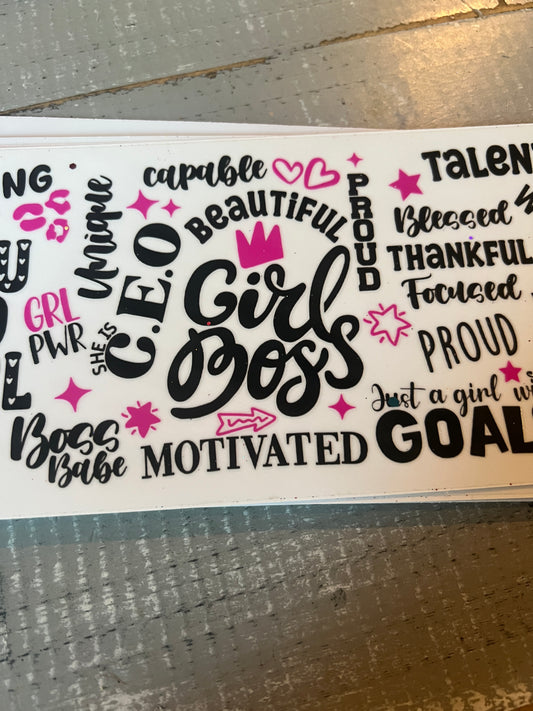 NG
U
L
GRL
PWR
Unique
SHE IS
C.E.O
Boss
Babe
capable
BEAUTIFUL
Girl
Boss
MOTIVATED
PROUD
TALEN
Blessed
THANKFUL
Focused
PROUD
Just a girl wi
GOAL